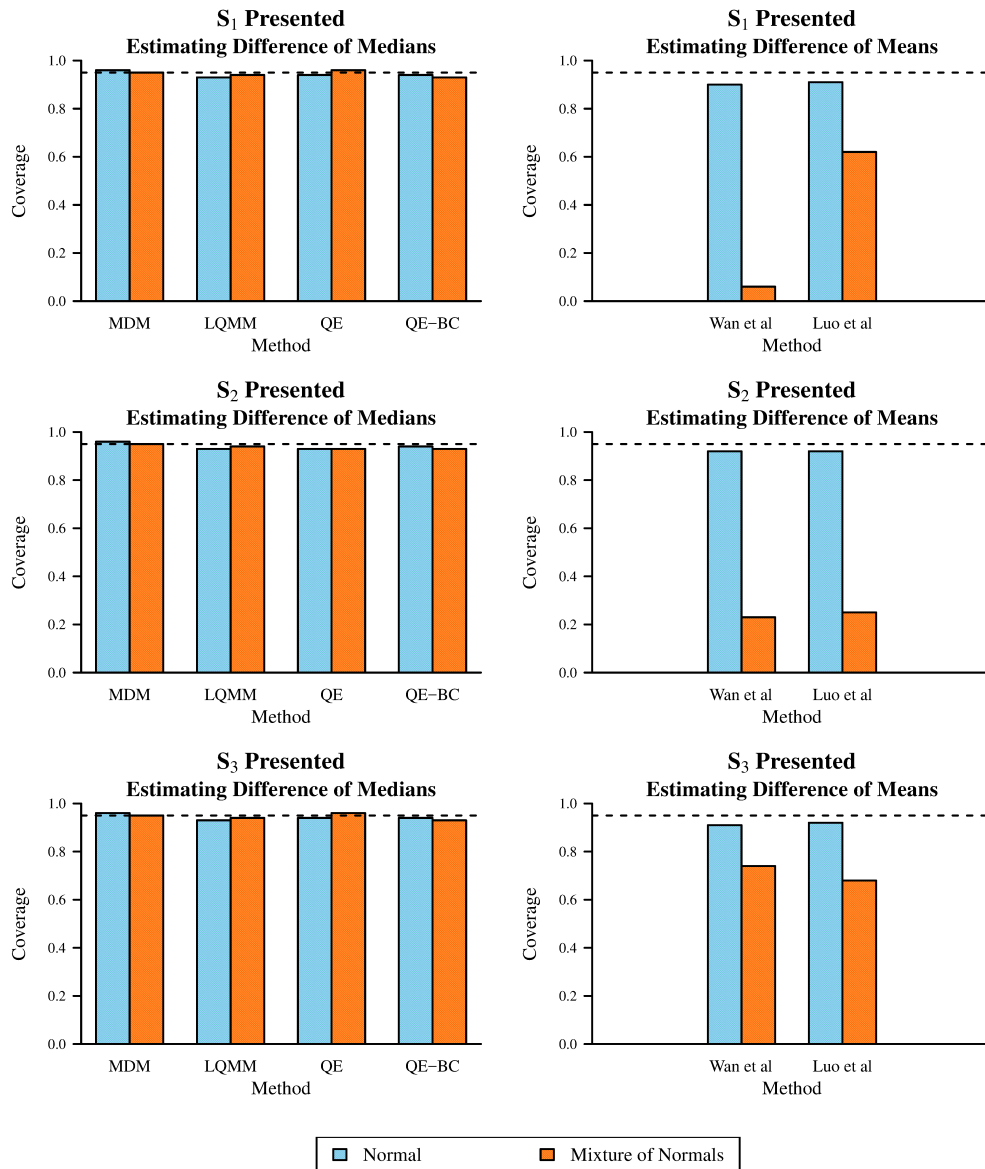 S₁ Presented
Estimating Difference of Medians
Coverage
1.0
0.8
0.6
0.4
0.2
0.0
MDM LQMM QE QE−BC
Method
S₁ Presented
Estimating Difference of Means
Coverage
1.0
0.8
0.6
0.4
0.2
0.0
Wan et al Luo et al
Method
S₂ Presented
Estimating Difference of Medians
Coverage
1.0
0.8
0.6
0.4
0.2
0.0
MDM LQMM QE QE−BC
Method
S₂ Presented
Estimating Difference of Means
Coverage
1.0
0.8
0.6
0.4
0.2
0.0
Wan et al Luo et al
Method
S₃ Presented
Estimating Difference of Medians
Coverage
1.0
0.8
0.6
0.4
0.2
0.0
MDM LQMM QE QE−BC
Method
S₃ Presented
Estimating Difference of Means
Coverage
1.0
0.8
0.6
0.4
0.2
0.0
Wan et al Luo et al
Method
Normal Mixture of Normals